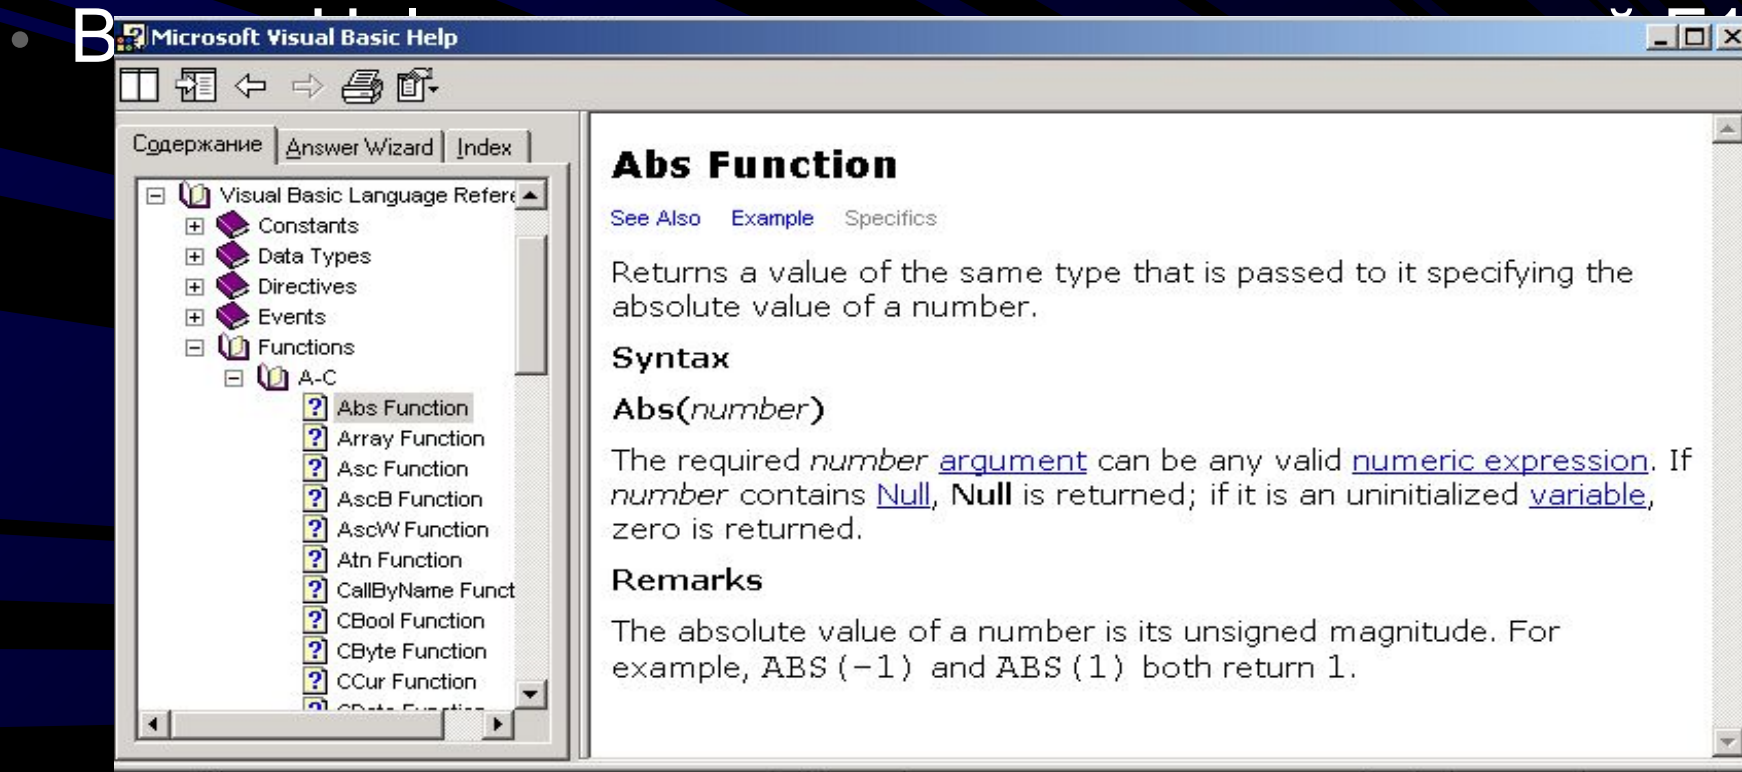 Microsoft Visual Basic Help
Содержание Answer Wizard Index
Visual Basic Language
Constants
Data Types
Directives
Events
Functions
A-C
Abs Function
Array Function
Asc Function
AscB Function
AscW Function
Atn Function
CallByName Funct
CBool Function
CByte Function
CCur Function
Abs Function
See Also Example Specifics
Returns a value of the same type that is passed to it specifying the
absolute value of a number.
Syntax
Abs(number)
The required number argument can be any valid numeric expression. If
number contains Null, Null is returned; if it is an uninitialized variable,
zero is returned.
Remarks
The absolute value of a number is its unsigned magnitude. For
example, ABS(-1) and ABS(1) both return 1.